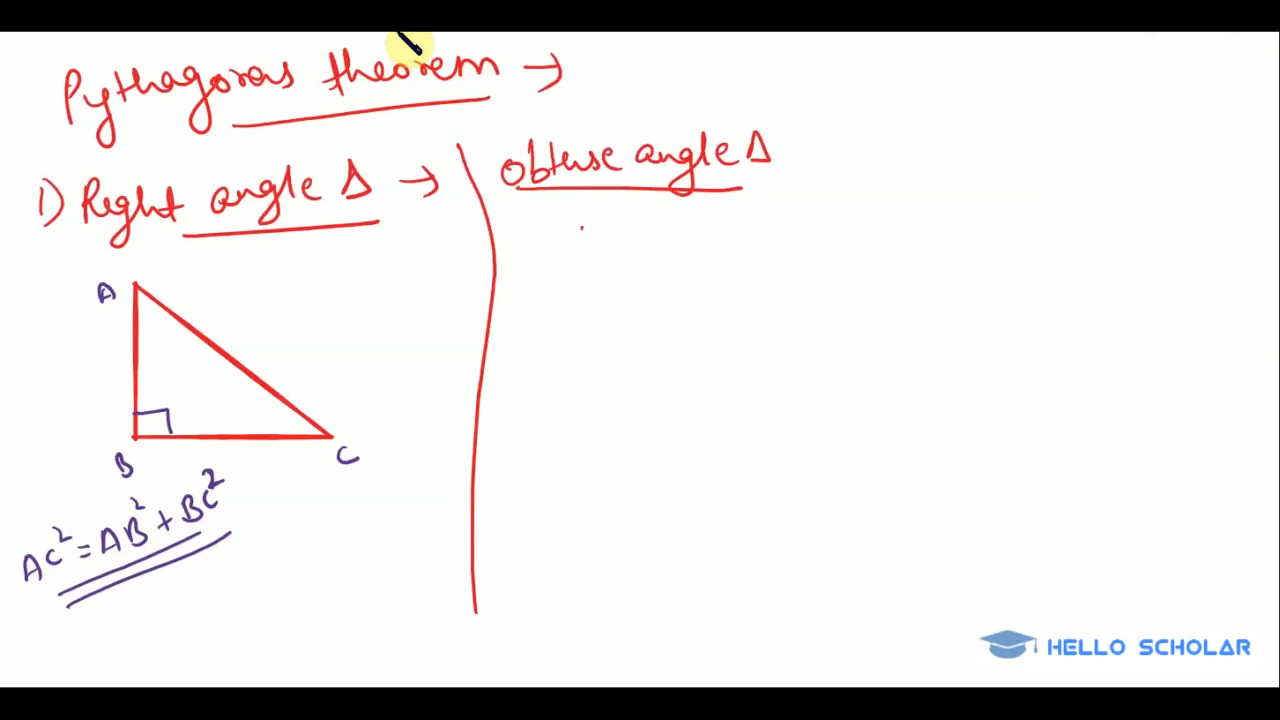 Pythagoras theorem →
1) Right angle Δ →
Obtuse angle Δ
A
B
C
AC² = AB² + BC²
HELLO SCHOLAR